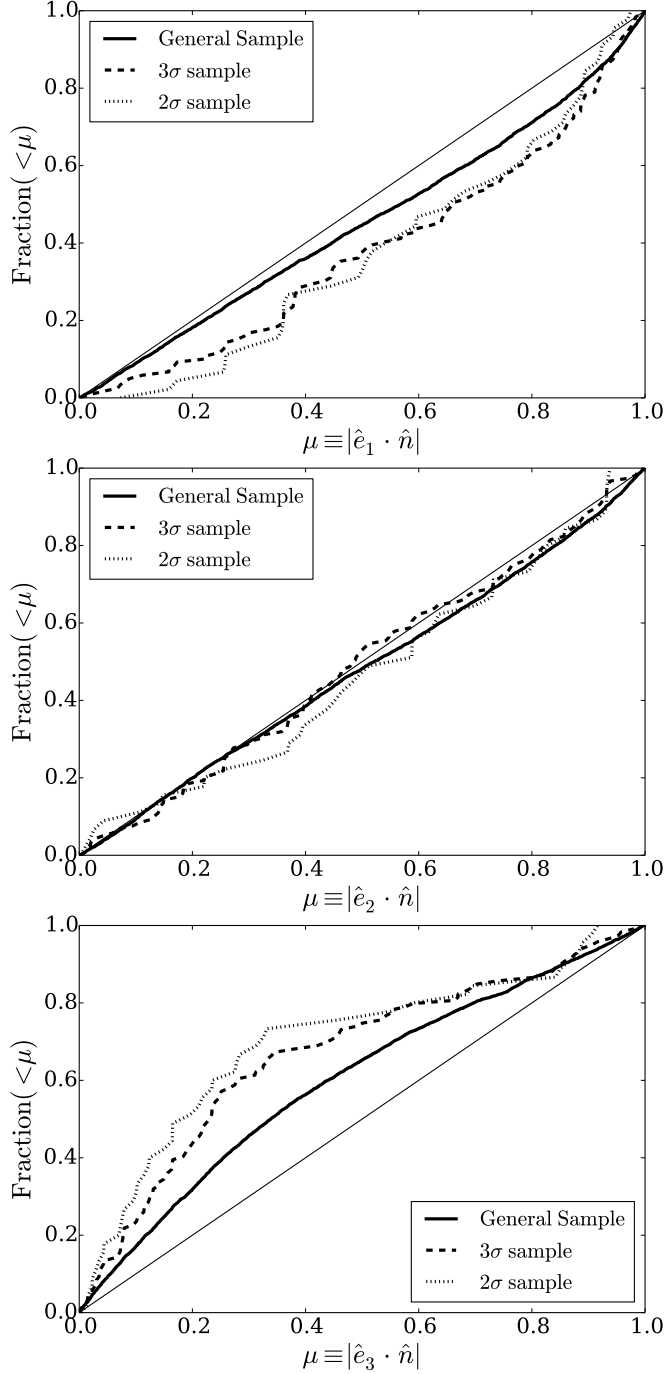 1.0
General Sample
3σ sample
2σ sample
0.8
0.6
0.4
0.2
0.0
Fraction( <μ)
0.0 0.2 0.4 0.6 0.8 1.0
μ ≡|ê₁ · n̂|
1.0
General Sample
3σ sample
2σ sample
0.8
0.6
0.4
0.2
0.0
Fraction( <μ)
0.0 0.2 0.4 0.6 0.8 1.0
μ ≡|ê₂ · n̂|
1.0
0.8
0.6
0.4
0.2
0.0
Fraction( <μ)
General Sample
3σ sample
2σ sample
0.0 0.2 0.4 0.6 0.8 1.0
μ ≡|ê₃ · n̂|